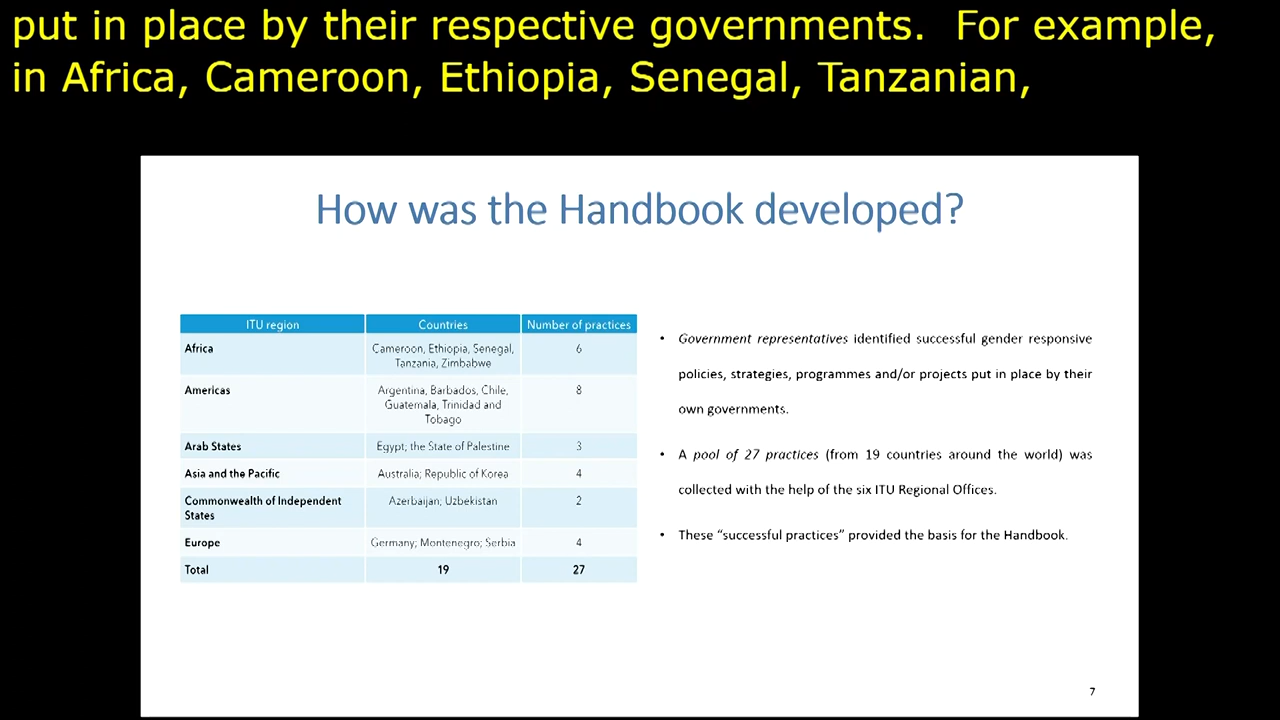 put in place by their respective governments.  For example,
in Africa, Cameroon, Ethiopia, Senegal, Tanzanian,
How was the Handbook developed?
ITU region Countries Number of practices
Africa Cameroon, Ethiopia, Senegal, 6
Tanzania, Zimbabwe
Americas Argentina, Barbados, Chile, 8
Guatemala, Trinidad and
Tobago
Arab States Egypt; the State of Palestine 3
Asia and the Pacific Australia; Republic of Korea 4
Commonwealth of Independent Azerbaijan; Uzbekistan 2
States
Europe Germany; Montenegro; Serbia 4
Total 19 27
• Government representatives identified successful gender responsive
policies, strategies, programmes and/or projects put in place by their
own governments.
• A pool of 27 practices (from 19 countries around the world) was
collected with the help of the six ITU Regional Offices.
• These “successful practices” provided the basis for the Handbook.
7